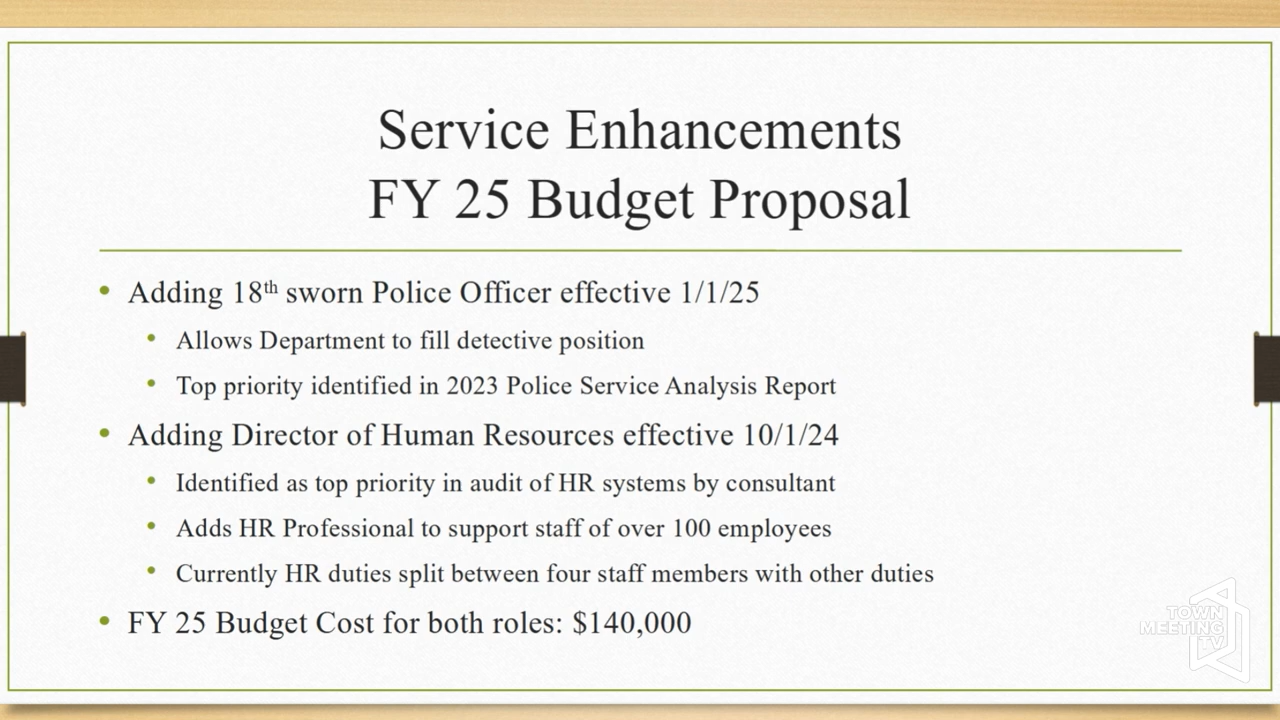 Service Enhancements
FY 25 Budget Proposal
• Adding 18th sworn Police Officer effective 1/1/25
• Allows Department to fill detective position
• Top priority identified in 2023 Police Service Analysis Report
• Adding Director of Human Resources effective 10/1/24
• Identified as top priority in audit of HR systems by consultant
• Adds HR Professional to support staff of over 100 employees
• Currently HR duties split between four staff members with other duties
• FY 25 Budget Cost for both roles: $140,000
TOWN
MEETING
TV